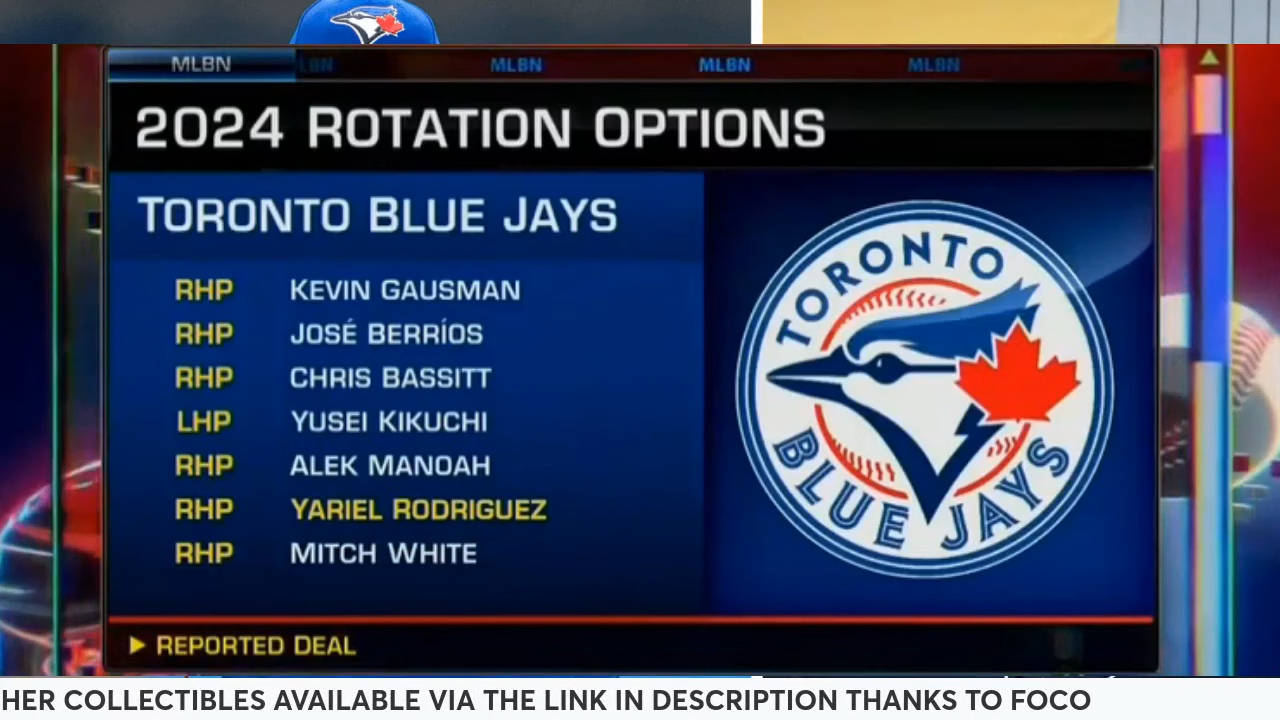 MLBN LBN MLBN MLBN MLBN
2024 ROTATION OPTIONS
TORONTO BLUE JAYS
RHP KEVIN GAUSMAN
RHP JOSÉ BERRÍOS
RHP CHRIS BASSITT
LHP YUSEI KIKUCHI
RHP ALEK MANOAH
RHP YARIEL RODRIGUEZ
RHP MITCH WHITE
TORONTO
BLUE JAYS
REPORTED DEAL
HER COLLECTIBLES AVAILABLE VIA THE LINK IN DESCRIPTION THANKS TO FOCO